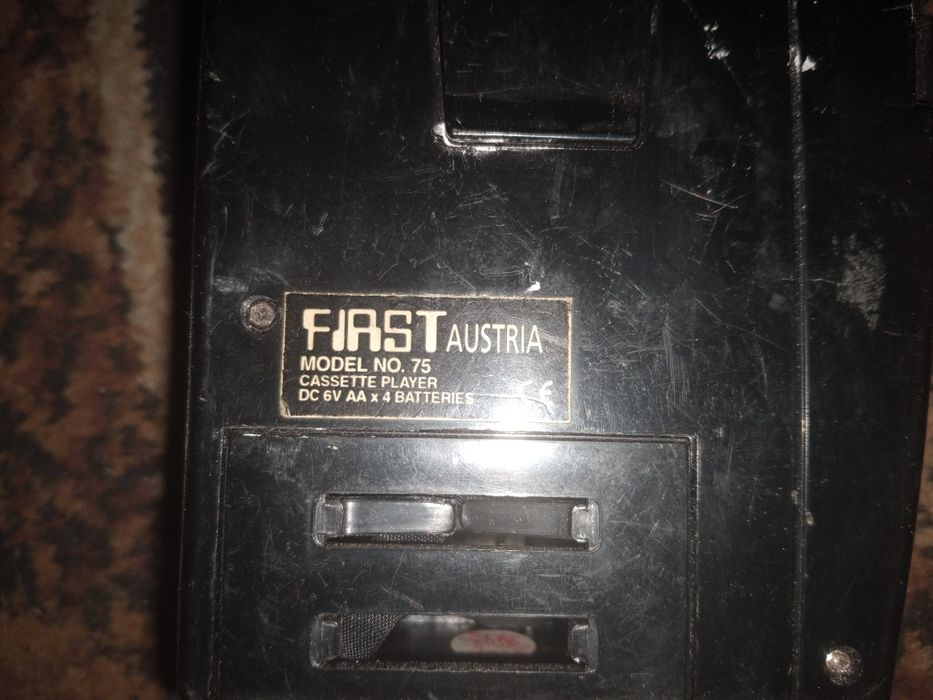 FIRST AUSTRIA
MODEL NO. 75
CASSETTE PLAYER
DC 6V AA x 4 BATTERIES CE